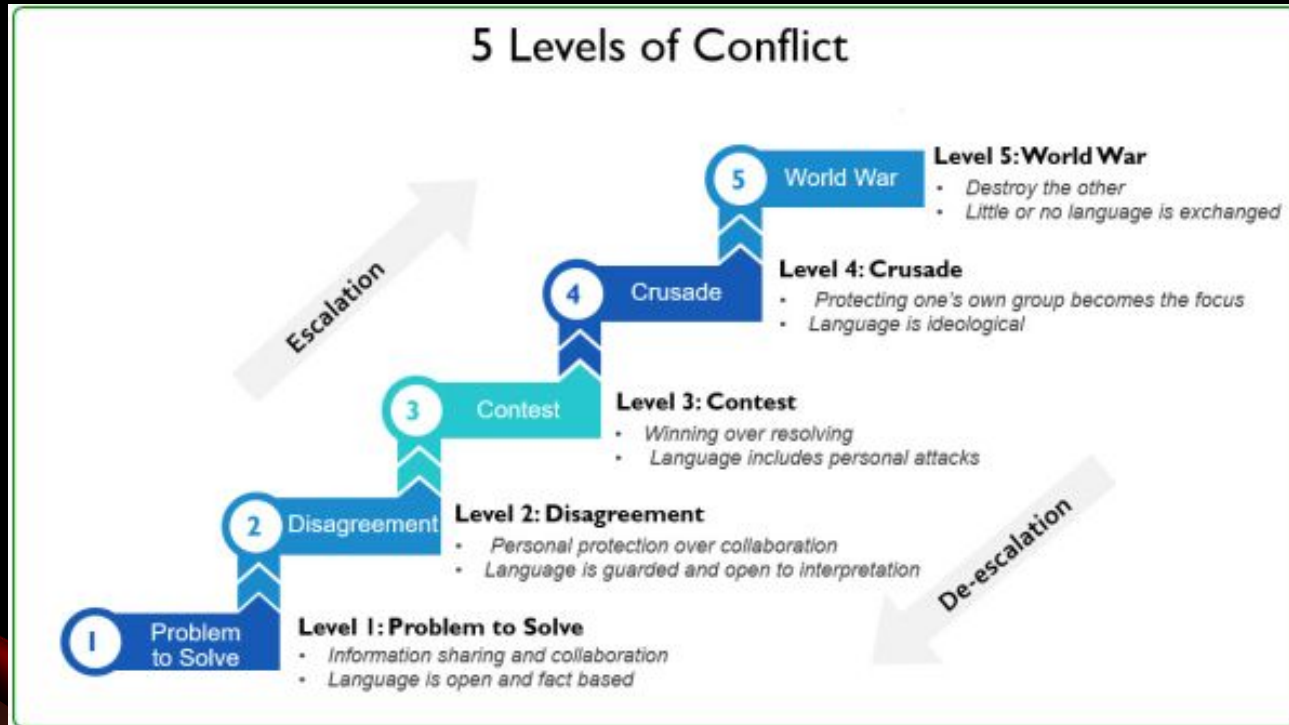 5 Levels of Conflict
Escalation
5
World War
Level 5: World War
• Destroy the other
• Little or no language is exchanged
4
Crusade
Level 4: Crusade
• Protecting one's own group becomes the focus
• Language is ideological
3
Contest
Level 3: Contest
• Winning over resolving
• Language includes personal attacks
2
Disagreement
Level 2: Disagreement
• Personal protection over collaboration
• Language is guarded and open to interpretation
1
Problem
to Solve
Level 1: Problem to Solve
• Information sharing and collaboration
• Language is open and fact based
De-escalation